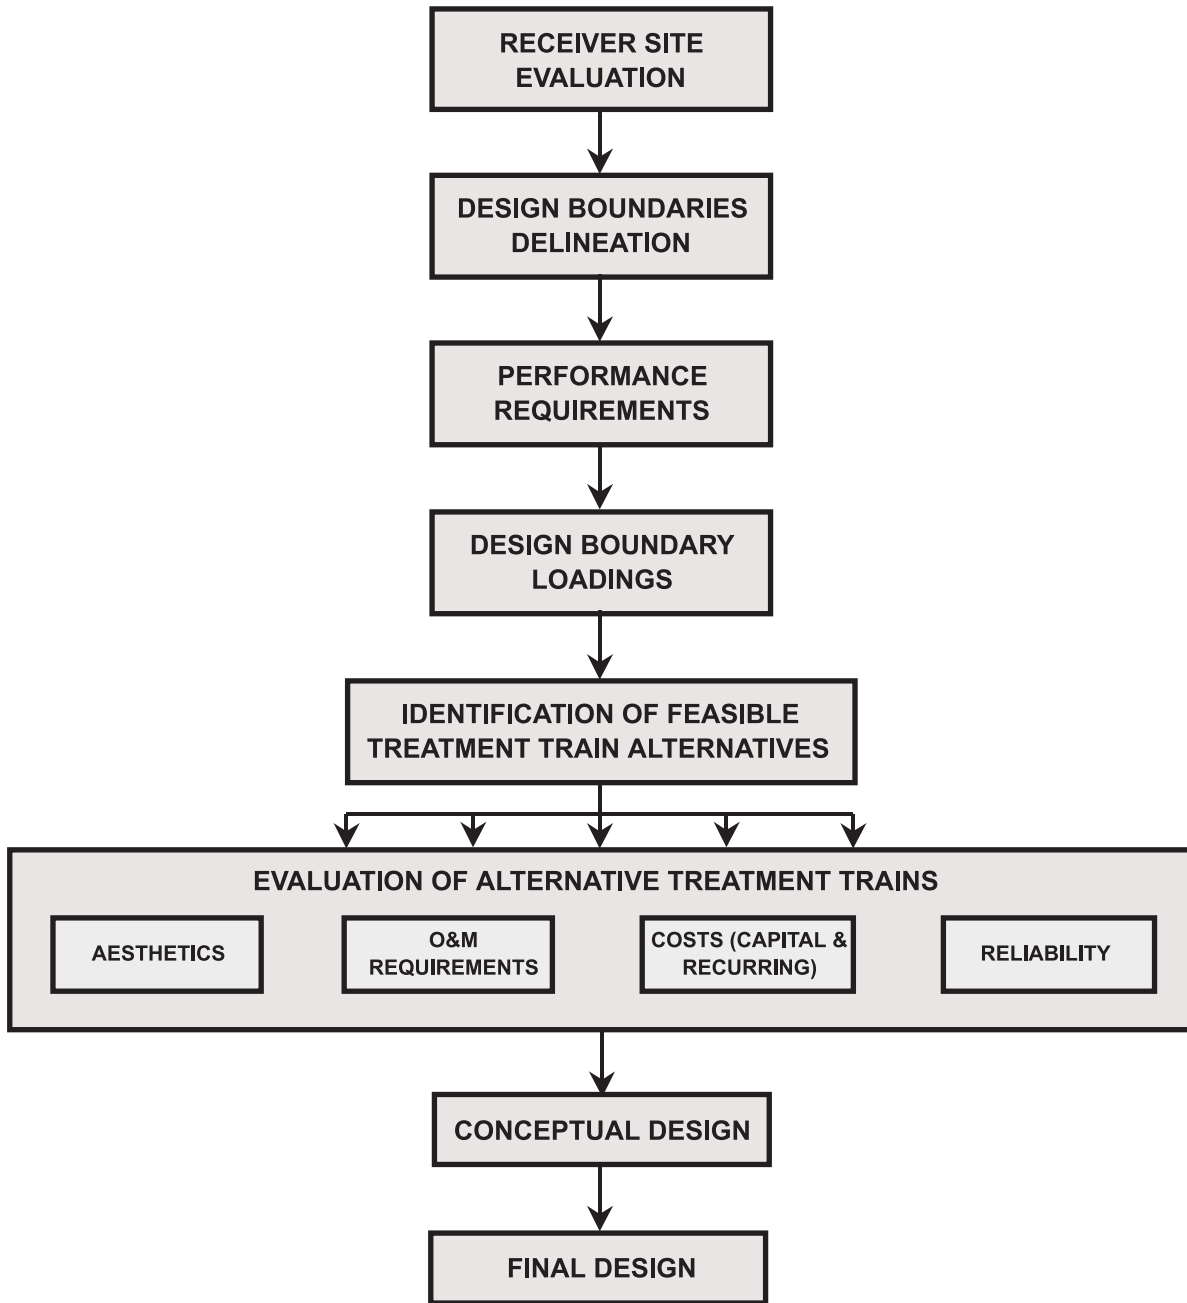 RECEIVER SITE
EVALUATION
DESIGN BOUNDARIES
DELINEATION
PERFORMANCE
REQUIREMENTS
DESIGN BOUNDARY
LOADINGS
IDENTIFICATION OF FEASIBLE
TREATMENT TRAIN ALTERNATIVES
EVALUATION OF ALTERNATIVE TREATMENT TRAINS
AESTHETICS
O&M
REQUIREMENTS
COSTS (CAPITAL &
RECURRING)
RELIABILITY
CONCEPTUAL DESIGN
FINAL DESIGN